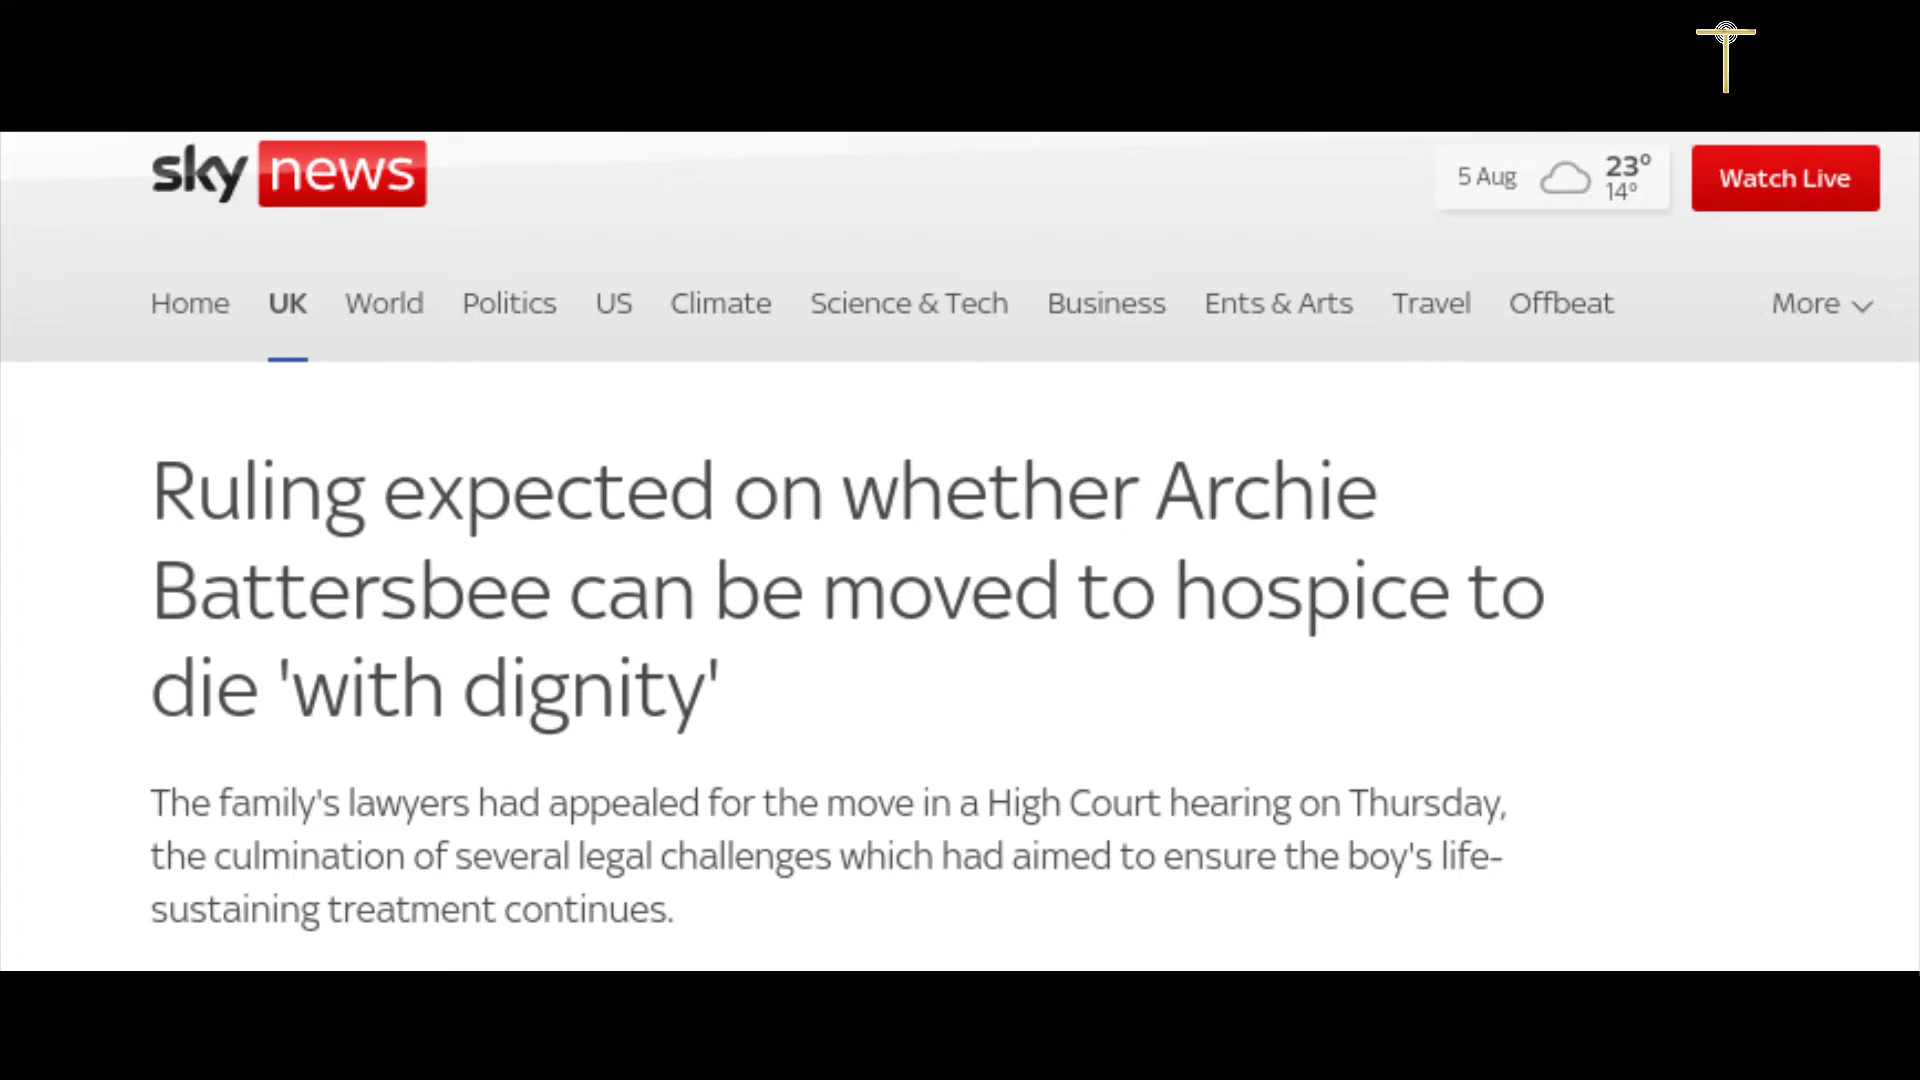 sky news
5 Aug 23° 14°
Watch Live
Home UK World Politics US Climate Science & Tech Business Ents & Arts Travel Offbeat More
Ruling expected on whether Archie
Battersbee can be moved to hospice to
die 'with dignity'
The family's lawyers had appealed for the move in a High Court hearing on Thursday,
the culmination of several legal challenges which had aimed to ensure the boy's life-
sustaining treatment continues.